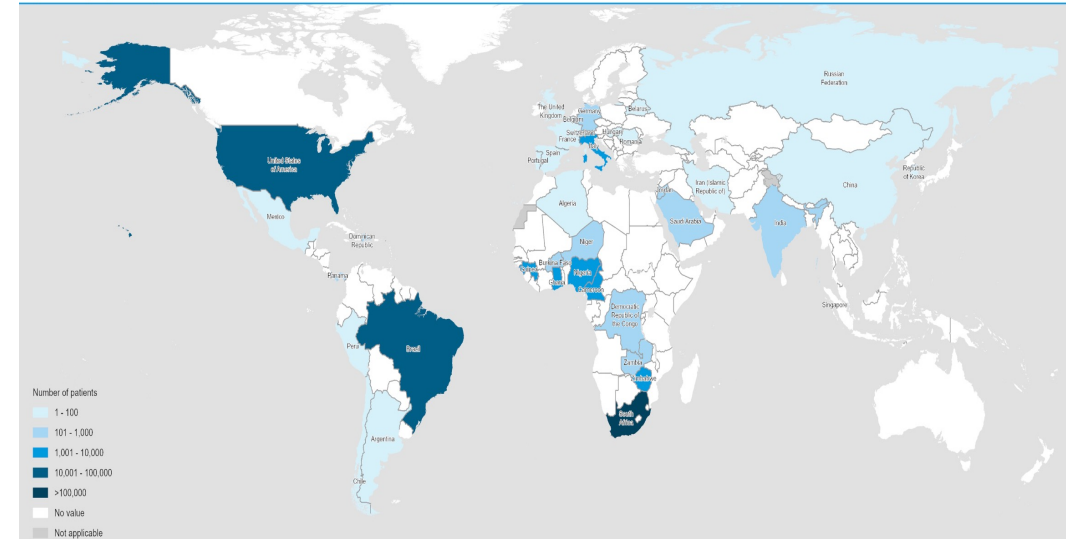 Russian
Federation
The United
Kingdom
Germany
Belarus
Belgium
Switzerland
Hungary
France
Romania
Italy
Spain
Portugal
United States
of America
Republic
of Korea
China
Iran (Islamic
Republic of)
Jordan
Algeria
Mexico
Saudi Arabia
India
Dominican
Republic
Niger
Burkina Faso
Nigeria
Ghana
Cameroon
Panama
Singapore
Democratic
Republic of
the Congo
Peru
Brazil
Zambia
Zimbabwe
South
Africa
Argentina
Chile
Number of patients
1 - 100
101 - 1,000
1,001 - 10,000
10,001 - 100,000
>100,000
No value
Not applicable